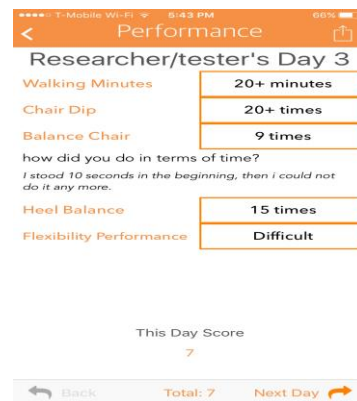 T-Mobile Wi-Fi 5:43 PM 66%
Performance
Researcher/tester's Day 3
Walking Minutes 20+ minutes
Chair Dip 20+ times
Balance Chair 9 times
how did you do in terms of time?
I stood 10 seconds in the beginning, then i could not
do it any more.
Heel Balance 15 times
Flexibility Performance Difficult
This Day Score
7
Back Total: 7 Next Day